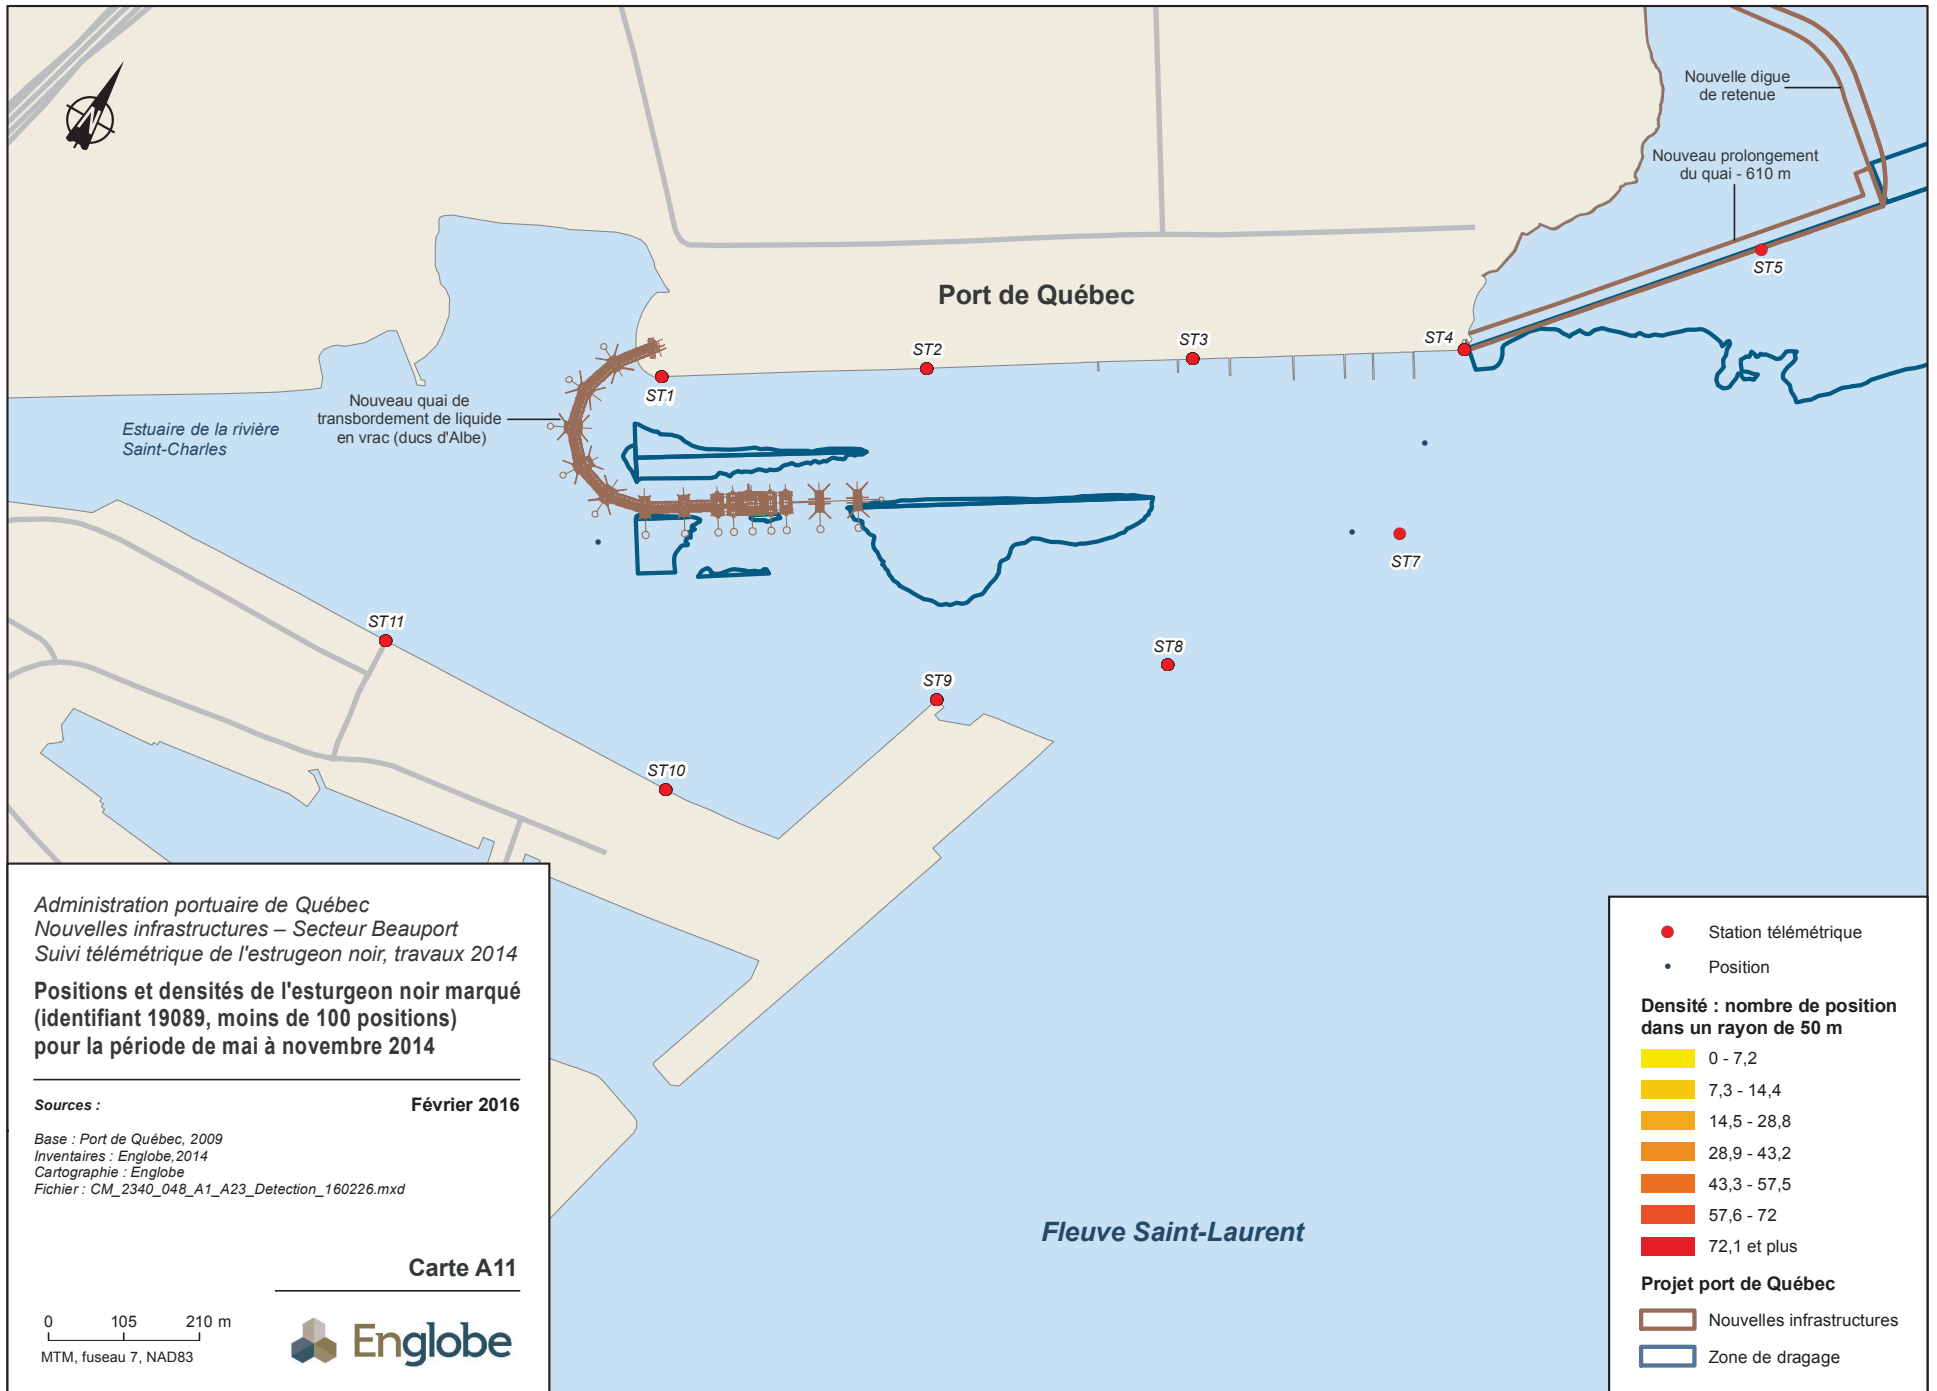 N
Nouvelle digue
de retenue
Nouveau prolongement
du quai - 610 m
ST5
Port de Québec
ST1
ST2
ST3
ST4
Nouveau quai de
transbordement de liquide
en vrac (ducs d'Albe)
Estuaire de la rivière
Saint-Charles
ST7
ST8
ST11
ST9
ST10
Fleuve Saint-Laurent
Administration portuaire de Québec
Nouvelles infrastructures – Secteur Beauport
Suivi télémétrique de l'estrugeon noir, travaux 2014
Positions et densités de l'esturgeon noir marqué
(identifiant 19089, moins de 100 positions)
pour la période de mai à novembre 2014
Sources :
Février 2016
Base : Port de Québec, 2009
Inventaires : Englobe,2014
Cartographie : Englobe
Fichier : CM_2340_048_A1_A23_Detection_160226.mxd
Carte A11
0 105 210 m
MTM, fuseau 7, NAD83
Englobe
Station télémétrique
Position
Densité : nombre de position
dans un rayon de 50 m
0 - 7,2
7,3 - 14,4
14,5 - 28,8
28,9 - 43,2
43,3 - 57,5
57,6 - 72
72,1 et plus
Projet port de Québec
Nouvelles infrastructures
Zone de dragage